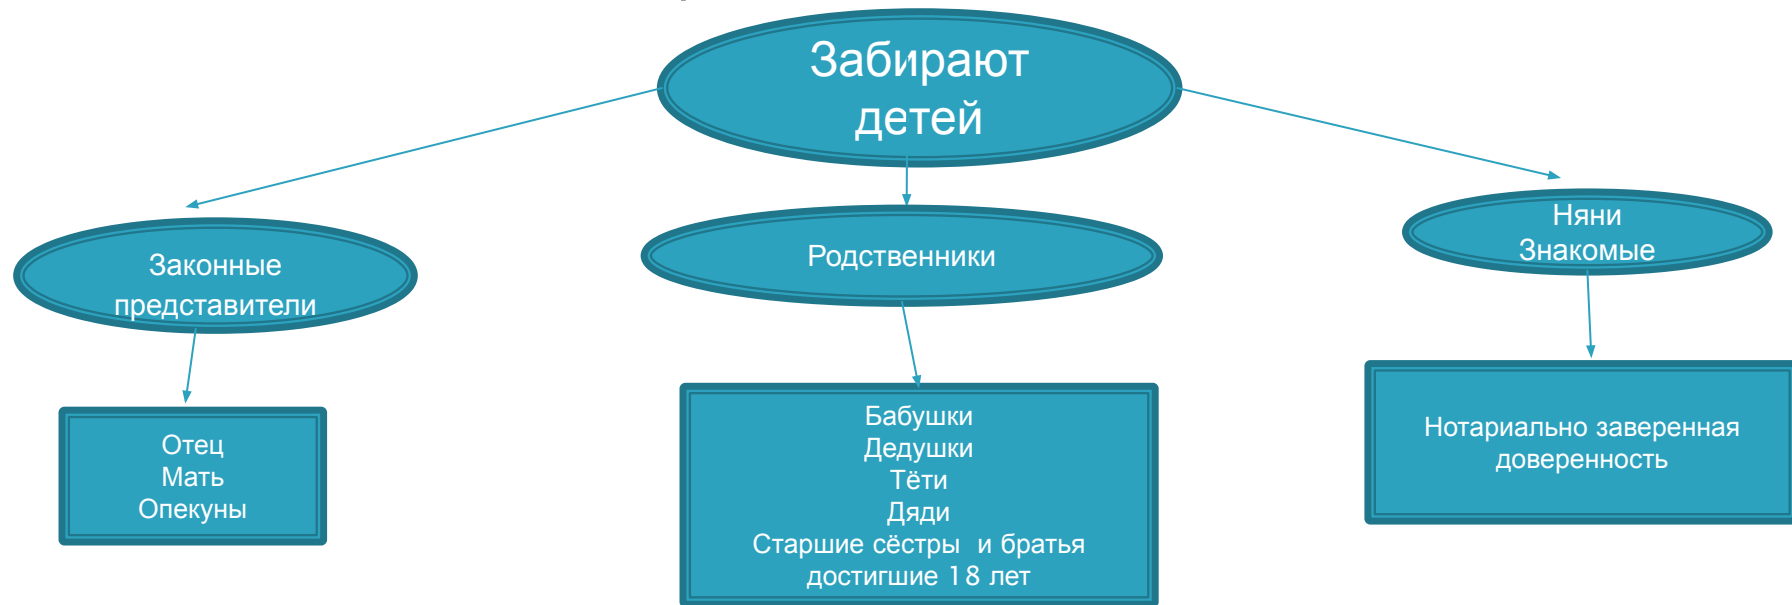 Забирают
детей
Законные
представители
Родственники
Няни
Знакомые
Отец
Мать
Опекуны
Бабушки
Дедушки
Тёти
Дяди
Старшие сёстры  и братья
достигшие 18 лет
Нотариально заверенная
доверенность